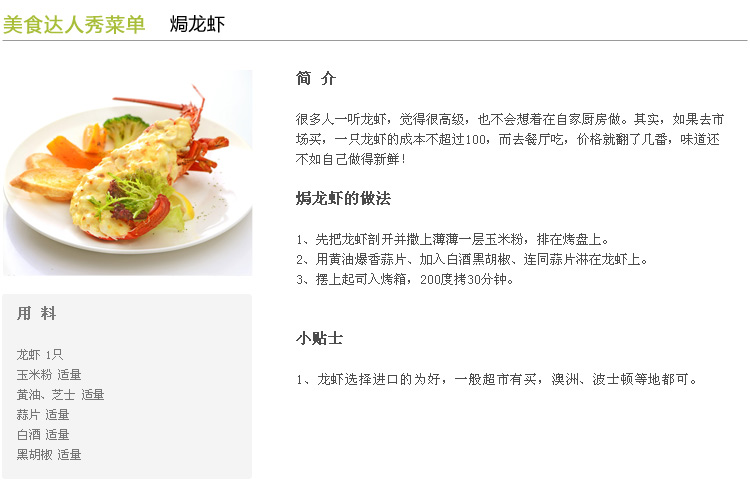 美食达人秀菜单 焗龙虾
简 介
很多人一听龙虾，觉得很高级，也不会想着在自家厨房做。其实，如果去市
场买，一只龙虾的成本不超过100，而去餐厅吃，价格就翻了几番，味道还
不如自己做得新鲜！
焗龙虾的做法
1、先把龙虾剖开并撒上薄薄一层玉米粉，排在烤盘上。
2、用黄油爆香蒜片、加入白酒黑胡椒、连同蒜片淋在龙虾上。
3、摆上起司入烤箱，200度拷30分钟。
小贴士
1、龙虾选择进口的为好，一般超市有买，澳洲、波士顿等地都可。
用 料
龙虾 1只
玉米粉 适量
黄油、芝士 适量
蒜片 适量
白酒 适量
黑胡椒 适量